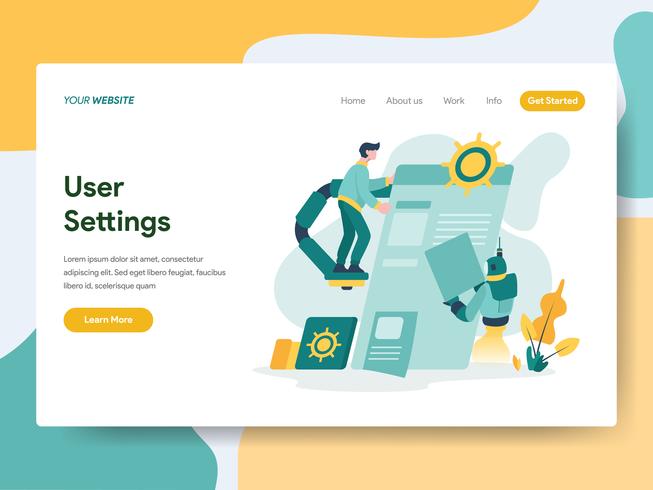 YOUR WEBSITE
Home About us Work Info Get Started
User
Settings
Lorem ipsum dolor sit amet, consectetur
adipiscing elit. Sed eget libero feugiat, faucibus
libero id, scelerisque quam
Learn More